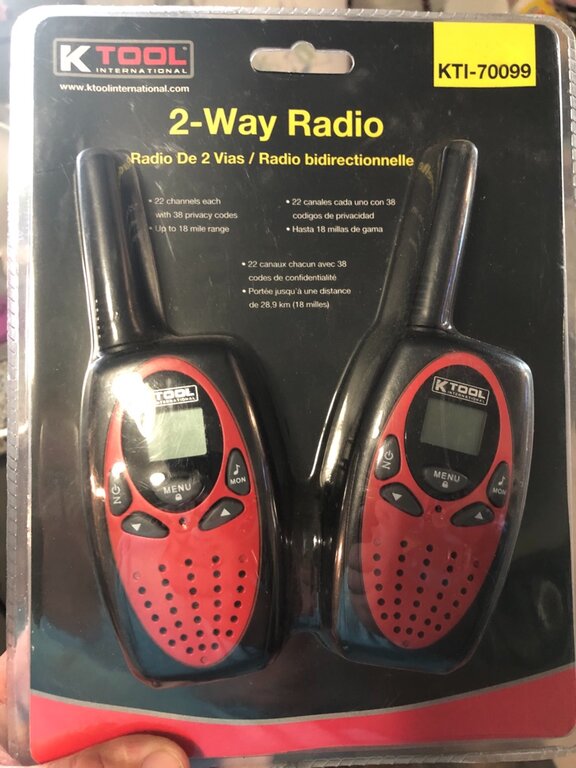 K TOOL
INTERNATIONAL
www.ktoolinternational.com
KTI-70099
2-Way Radio
Radio De 2 Vias / Radio bidirectionnelle
• 22 channels each
with 38 privacy codes
• Up to 18 mile range
• 22 canales cada uno con 38
codigos de privacidad
• Hasta 18 millas de gama
• 22 canaux chacun avec 38
codes de confidentialité
• Portée jusqu'à une distance
de 28,9 km (18 milles)
K TOOL
INTERNATIONAL
MENU
MON
K TOOL
INTERNATIONAL
MENU
MON